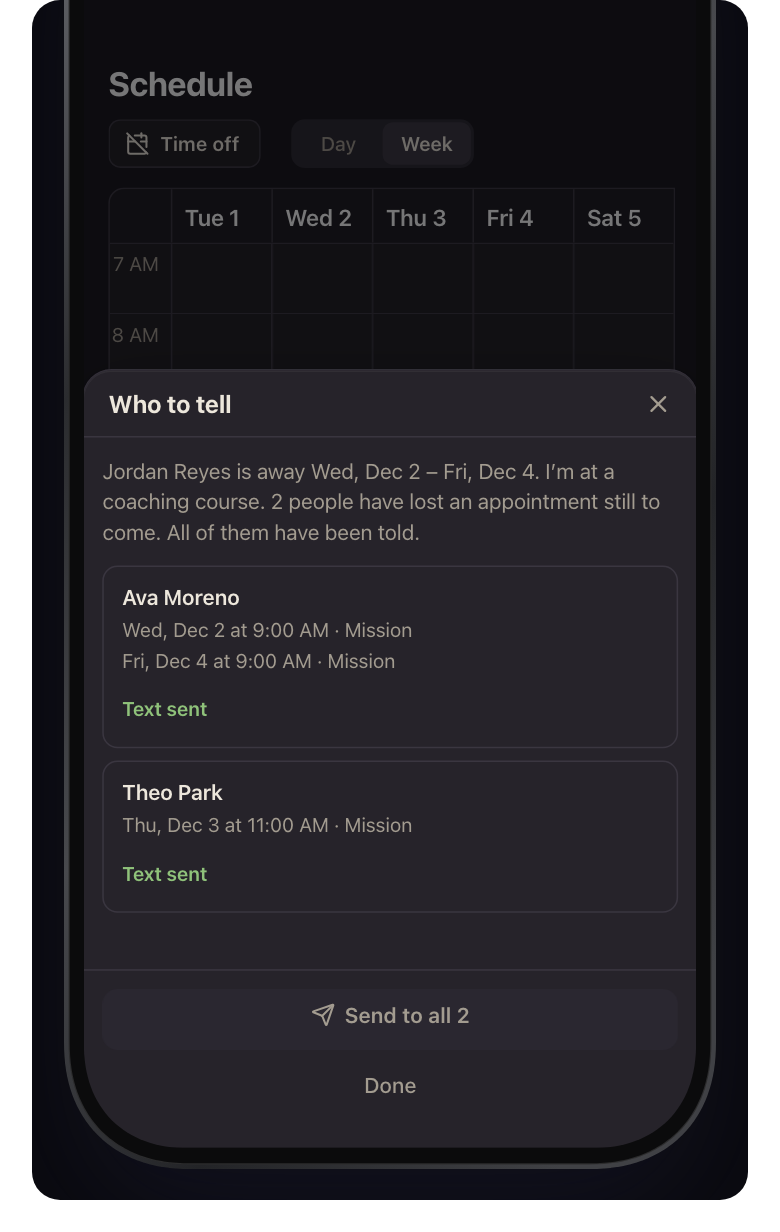 Schedule
Time off
Day
Week
Tue 1
Wed 2
Thu 3
Fri 4
Sat 5
7 AM
8 AM
Who to tell
Jordan Reyes is away Wed, Dec 2 – Fri, Dec 4. I’m at a
coaching course. 2 people have lost an appointment still to
come. All of them have been told.
Ava Moreno
Wed, Dec 2 at 9:00 AM · Mission
Fri, Dec 4 at 9:00 AM · Mission
Text sent
Theo Park
Thu, Dec 3 at 11:00 AM · Mission
Text sent
Send to all 2
Done